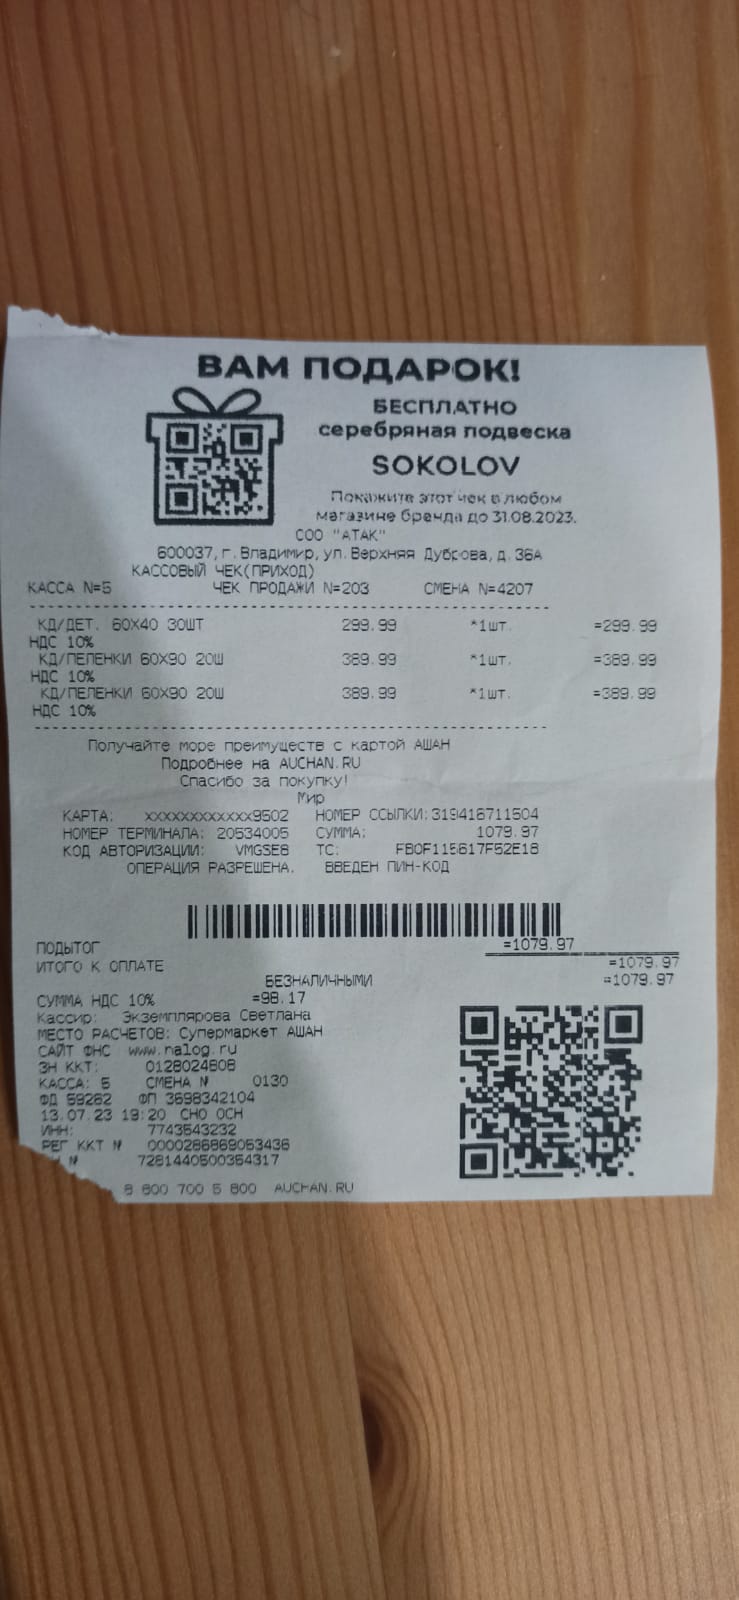 ВАМ ПОДАРОК!
БЕСПЛАТНО
серебряная подвеска
SOKOLOV
Покажите этот чек в любом
магазине бренда до 31.08.2023.
СОО "АТАК"
600037, г. Владимир, ул. Верхняя Дуброва, д. 36А
КАССОВЫЙ ЧЕК(ПРИХОД)
КАССА N=5 ЧЕК ПРОДАЖИ N=203 СМЕНА N=4207
КД/ДЕТ. 60X40 30ШТ 299.99 *1шт. =299.99
НДС 10%
КД/ПЕЛЕНКИ 60X90 20Ш 389.99 *1шт. =389.99
НДС 10%
КД/ПЕЛЕНКИ 60X90 20Ш 389.99 *1шт. =389.99
НДС 10%
Получайте море преимуществ с картой АШАН
Подробнее на AUCHAN.RU
Спасибо за покупку!
Мир
КАРТА: xxxxxxxxxxxx9502 НОМЕР ССЫЛКИ: 319416711504
НОМЕР ТЕРМИНАЛА: 20534005 СУММА: 1079.97
КОД АВТОРИЗАЦИИ: VMGSE8 ТС: FB0F115617F52E18
ОПЕРАЦИЯ РАЗРЕШЕНА. ВВЕДЕН ПИН-КОД
ПОДЫТОГ =1079.97
ИТОГО К ОПЛАТЕ =1079.97
БЕЗНАЛИЧНЫМИ =1079.97
СУММА НДС 10% =98.17
Кассир: Экземплярова Светлана
МЕСТО РАСЧЕТОВ: Супермаркет АШАН
САЙТ ФНС www.nalog.ru
ЗН ККТ: 0128024808
КАССА: 5 СМЕНА № 0130
ФД 59262 ФП 3698342104
13.07.23 19:20 СНО ОСН
ИНН: 7743543232
РЕГ ККТ № 0000286869053436
№ 7281440500354317
8 800 700 5 800 AUCHAN.RU